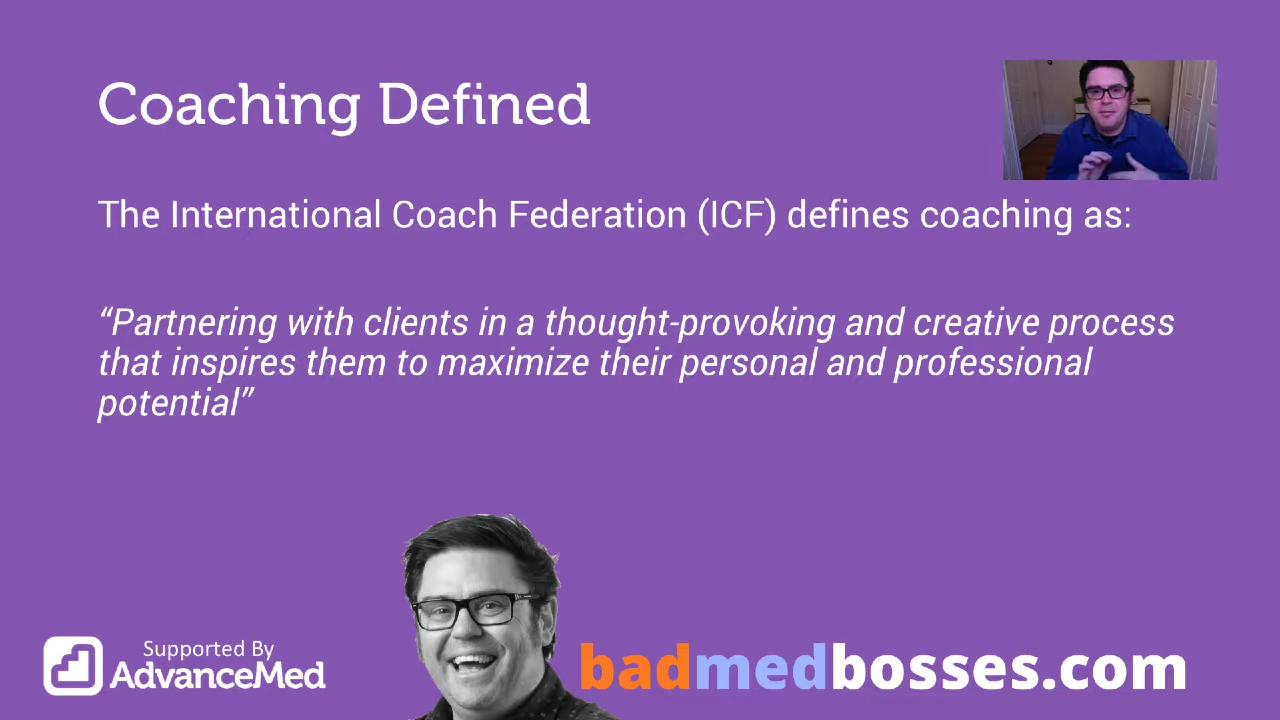 Coaching Defined
The International Coach Federation (ICF) defines coaching as:
“Partnering with clients in a thought-provoking and creative process
that inspires them to maximize their personal and professional
potential”
Supported By
AdvanceMed
badmedbosses.com